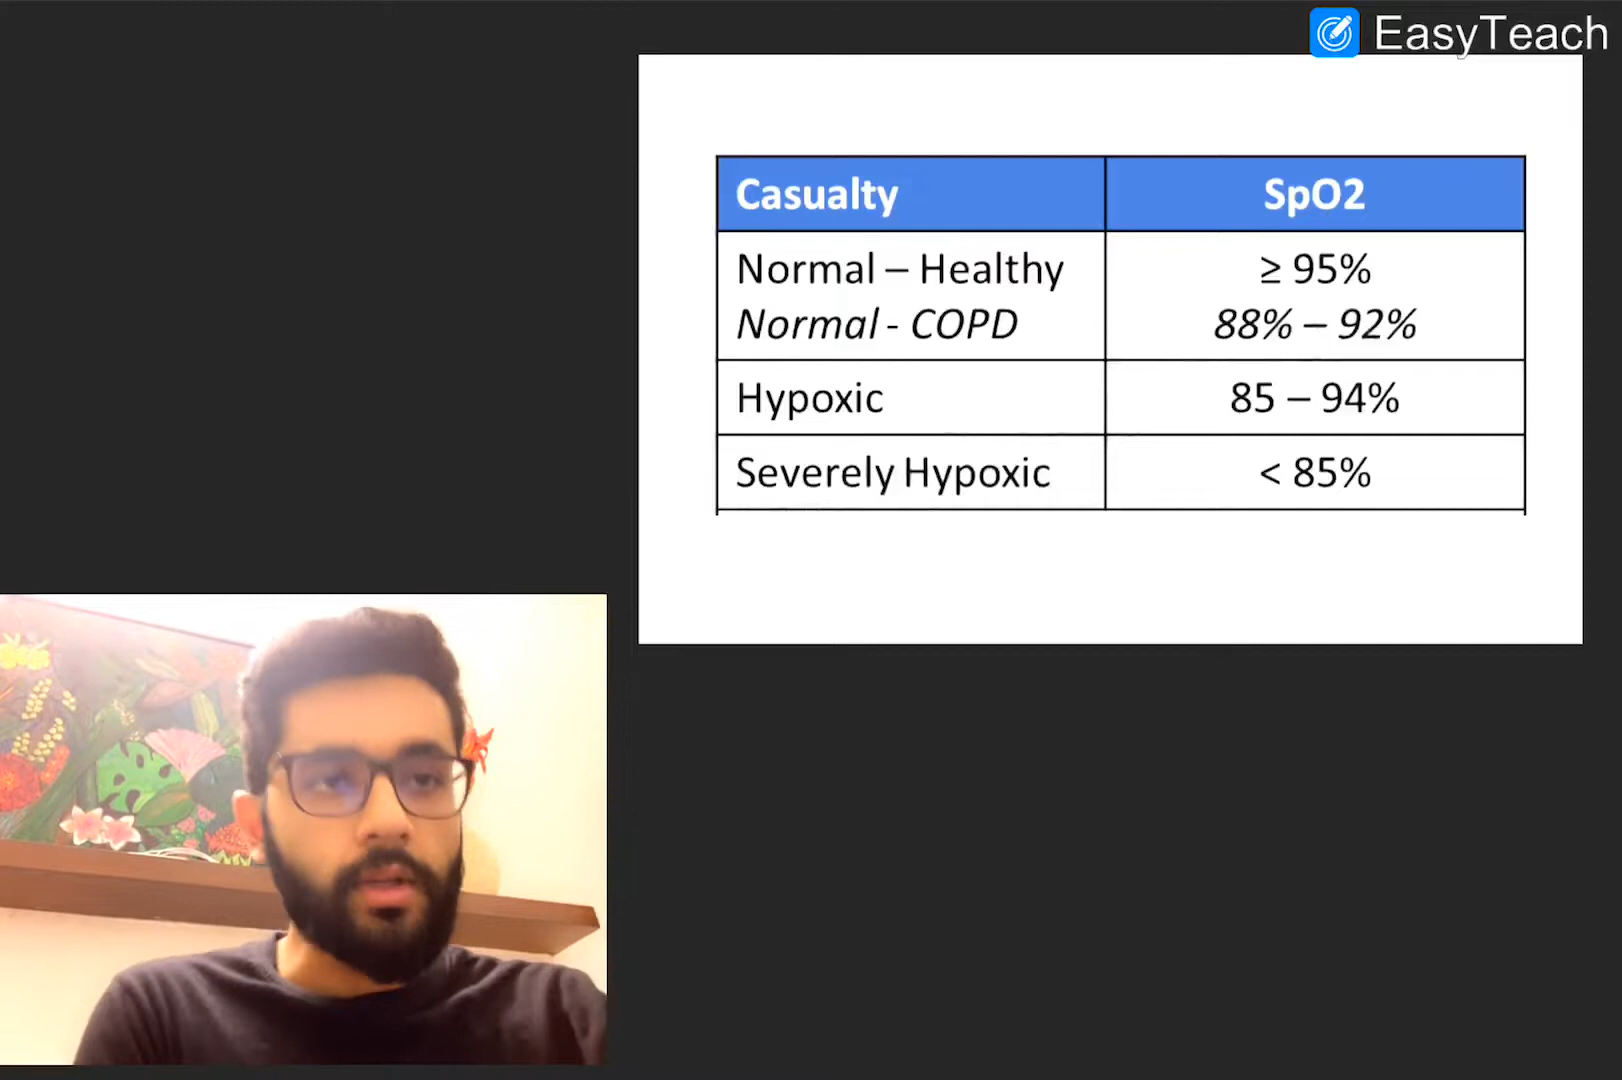 EasyTeach
Casualty SpO2
Normal – Healthy ≥ 95%
Normal - COPD 88% – 92%
Hypoxic 85 – 94%
Severely Hypoxic < 85%